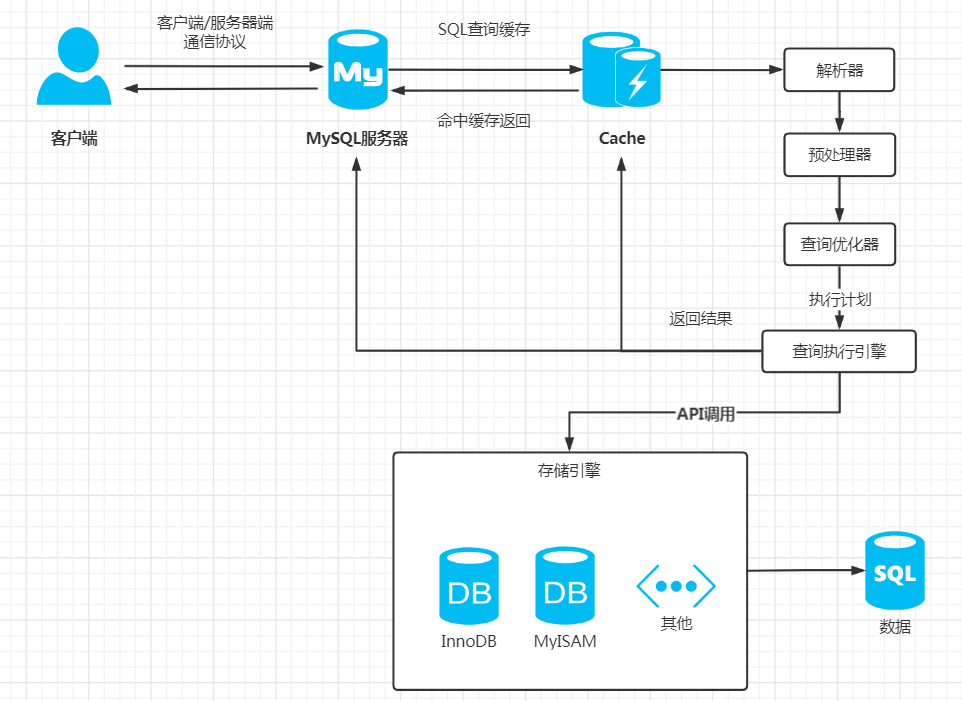 客户端/服务器端
通信协议
SQL查询缓存
My
解析器
命中缓存返回
客户端
MySQL服务器
Cache
预处理器
查询优化器
执行计划
返回结果
查询执行引擎
API调用
存储引擎
DB
DB
SQL
InnoDB
MyISAM
其他
数据